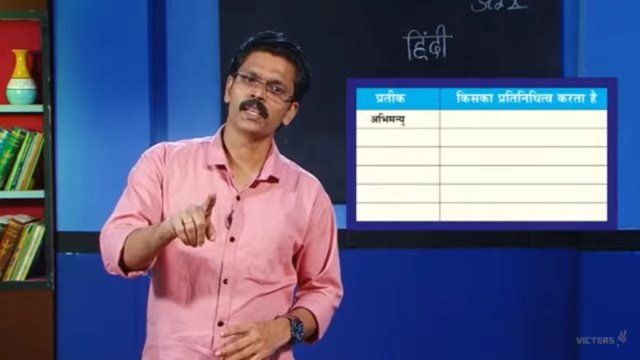 हिंदी
प्रतीक किसका प्रतिनिधित्व करता है
अभिमन्यु
VICTERS